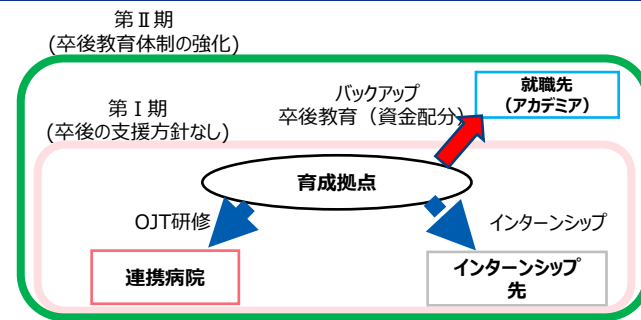 第Ⅱ期
(卒後教育体制の強化)
就職先
(アカデミア)
バックアップ
卒後教育（資金配分）
第Ⅰ期
(卒後の支援方針なし)
育成拠点
OJT研修
インターンシップ
連携病院
インターンシップ
先